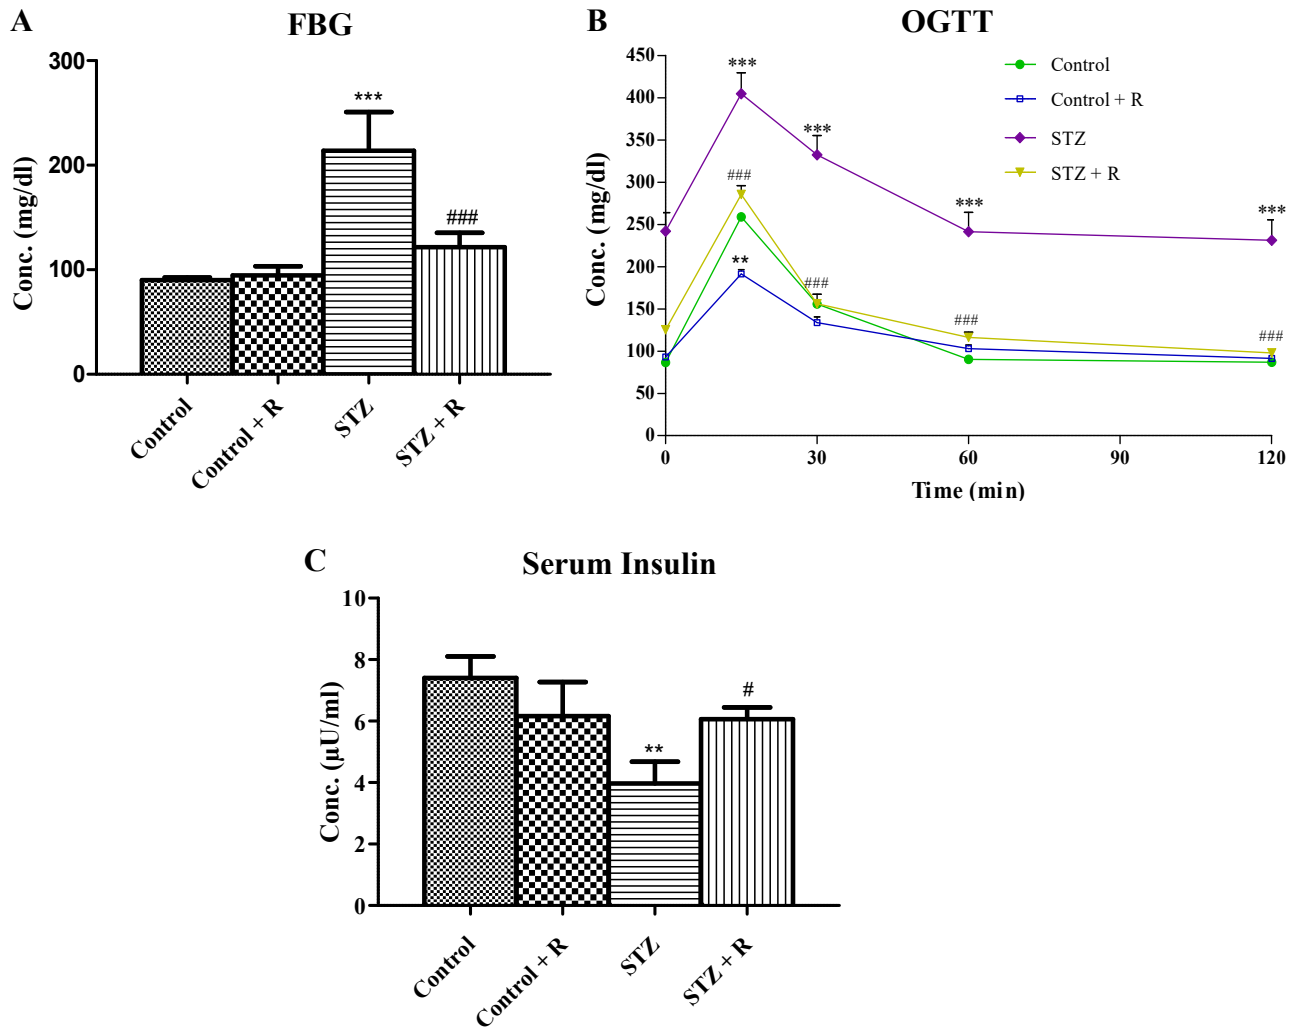 A
FBG
300
200
100
0
Conc. (mg/dl)
***
###
Control
Control + R
STZ
STZ + R
B
OGTT
450
400
350
300
250
200
150
100
50
0
Conc. (mg/dl)
***
***
***
***
###
**
###
###
###
Control
Control + R
STZ
STZ + R
0
30
60
90
120
Time (min)
C
Serum Insulin
10
8
6
4
2
0
Conc. (µU/ml)
**
#
Control
Control + R
STZ
STZ + R